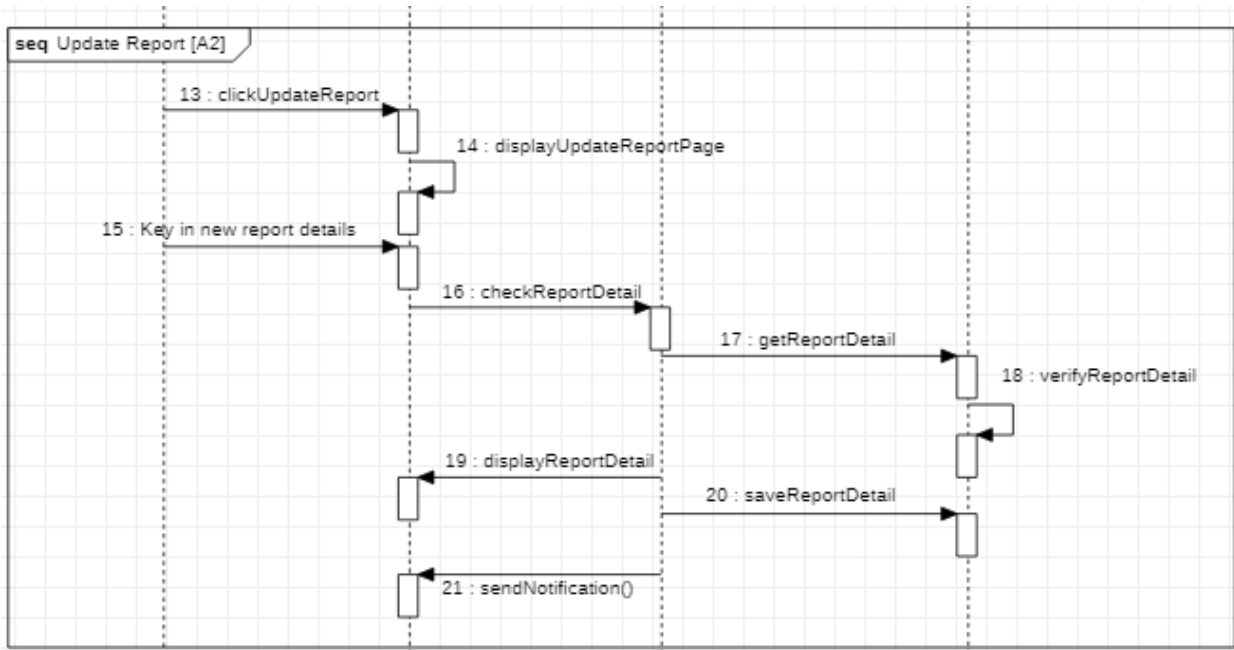 seq Update Report [A2]
13 : clickUpdateReport
14 : displayUpdateReportPage
15 : Key in new report details
16 : checkReportDetail
17 : getReportDetail
18 : verifyReportDetail
19 : displayReportDetail
20 : saveReportDetail
21 : sendNotification()